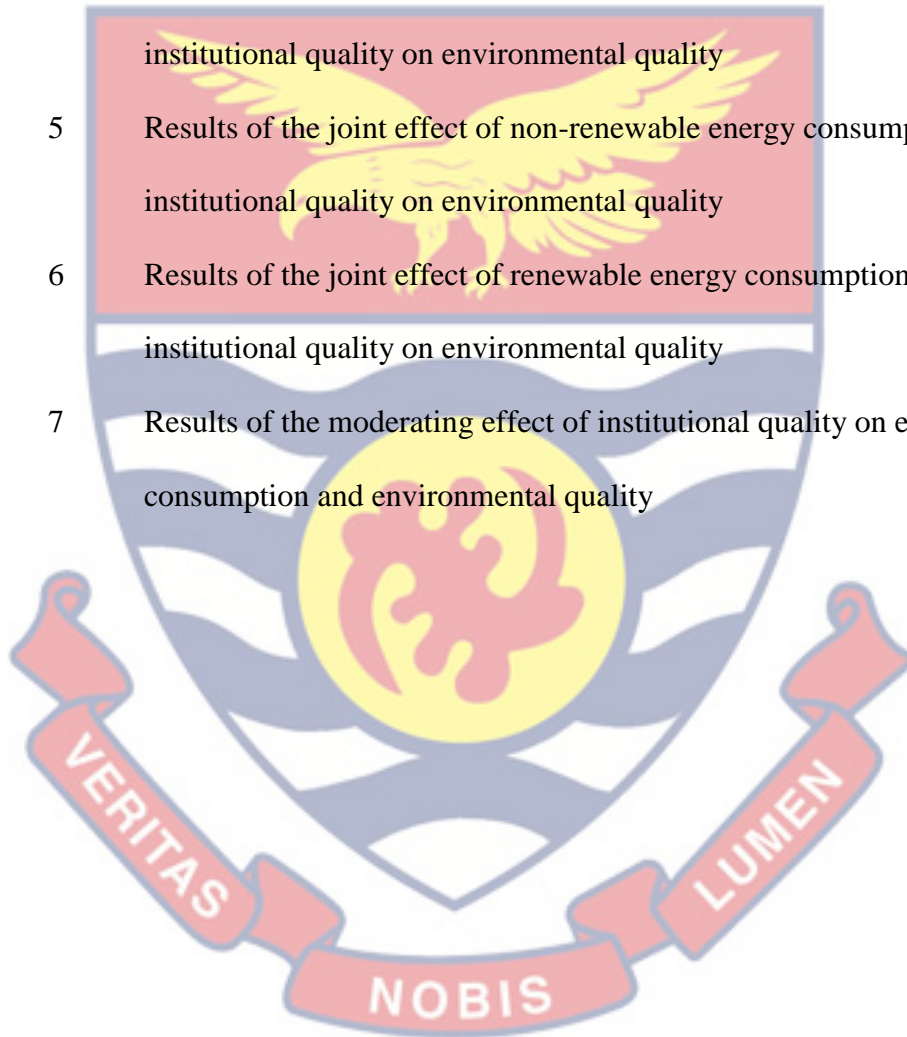 institutional quality on environmental quality
5 Results of the joint effect of non-renewable energy consump
institutional quality on environmental quality
6 Results of the joint effect of renewable energy consumption
institutional quality on environmental quality
7 Results of the moderating effect of institutional quality on e
consumption and environmental quality
VERITAS
NOBIS
LUMEN